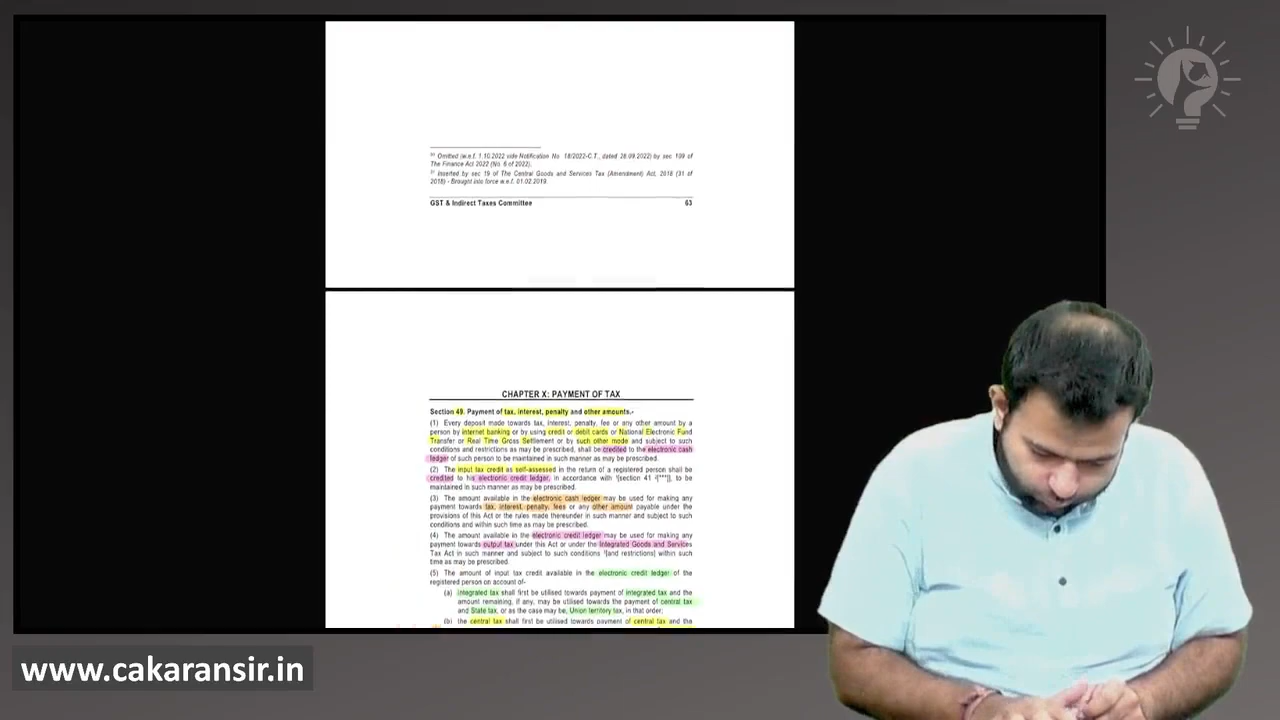 36 Omitted (w.e.f. 1.10.2022 vide Notification No. 18/2022-C.T., dated 28.09.2022) by sec 109 of
The Finance Act 2022 (No. 6 of 2022).
37 Inserted by sec 19 of The Central Goods and Services Tax (Amendment) Act, 2018 (31 of
2018) - Brought into force w.e.f. 01.02.2019.
GST & Indirect Taxes Committee 63
CHAPTER X: PAYMENT OF TAX
Section 49. Payment of tax, interest, penalty and other amounts.-
(1) Every deposit made towards tax, interest, penalty, fee or any other amount by a
person by internet banking or by using credit or debit cards or National Electronic Fund
Transfer or Real Time Gross Settlement or by such other mode and subject to such
conditions and restrictions as may be prescribed, shall be credited to the electronic cash
ledger of such person to be maintained in such manner as may be prescribed.
(2) The input tax credit as self-assessed in the return of a registered person shall be
credited to his electronic credit ledger, in accordance with [section 41 [***]], to be
maintained in such manner as may be prescribed.
(3) The amount available in the electronic cash ledger may be used for making any
payment towards tax, interest, penalty, fees or any other amount payable under the
provisions of this Act or the rules made thereunder in such manner and subject to such
conditions and within such time as may be prescribed.
(4) The amount available in the electronic credit ledger may be used for making any
payment towards output tax under this Act or under the Integrated Goods and Services
Tax Act in such manner and subject to such conditions [and restrictions] within such
time as may be prescribed.
(5) The amount of input tax credit available in the electronic credit ledger of the
registered person on account of-
(a) integrated tax shall first be utilised towards payment of integrated tax and the
amount remaining, if any, may be utilised towards the payment of central tax
and State tax, or as the case may be, Union territory tax, in that order;
(b) the central tax shall first be utilised towards payment of central tax and the
www.cakaransir.in